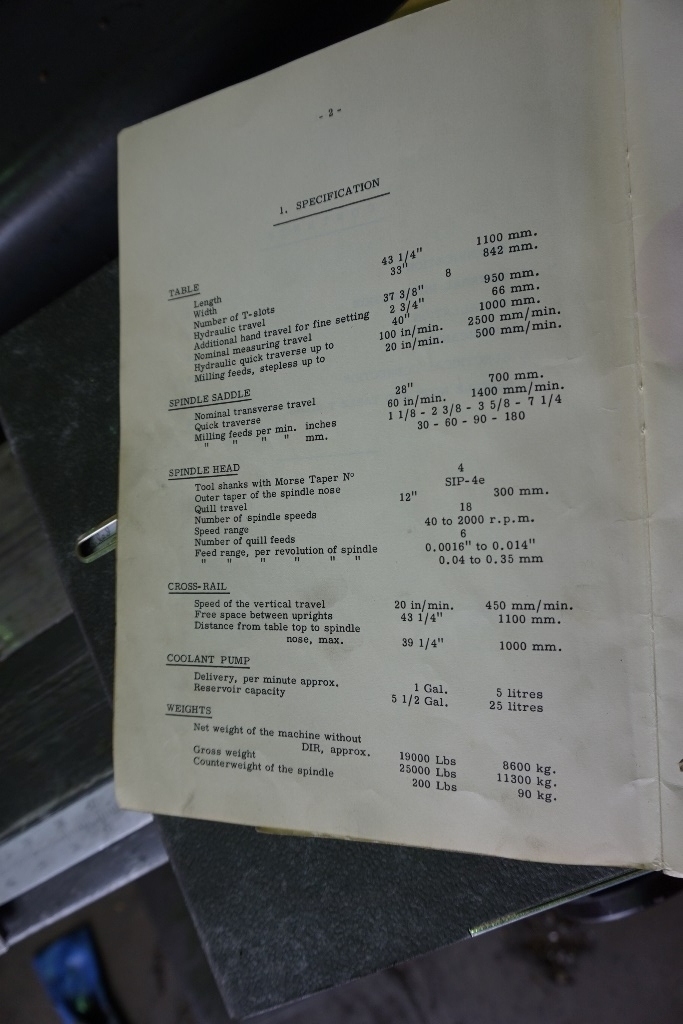 - 2 -
1. SPECIFICATION
TABLE
Length 43 1/4" 1100 mm.
Width 33" 842 mm.
Number of T-slots 8
Hydraulic travel 37 3/8" 950 mm.
Additional hand travel for fine setting 2 3/4" 66 mm.
Nominal measuring travel 40" 1000 mm.
Hydraulic quick traverse up to 100 in/min. 2500 mm/min.
Milling feeds, stepless up to 20 in/min. 500 mm/min.
SPINDLE SADDLE
Nominal transverse travel 28" 700 mm.
Quick traverse 60 in/min. 1400 mm/min.
Milling feeds per min. inches 1 1/8 - 2 3/8 - 3 5/8 - 7 1/4
" " " " mm. 30 - 60 - 90 - 180
SPINDLE HEAD
Tool shanks with Morse Taper N° 4
Outer taper of the spindle nose SIP-4e
Quill travel 12" 300 mm.
Number of spindle speeds 18
Speed range 40 to 2000 r.p.m.
Number of quill feeds 6
Feed range, per revolution of spindle 0.0016" to 0.014"
" " " " " " 0.04 to 0.35 mm
CROSS-RAIL
Speed of the vertical travel 20 in/min. 450 mm/min.
Free space between uprights 43 1/4" 1100 mm.
Distance from table top to spindle
nose, max. 39 1/4" 1000 mm.
COOLANT PUMP
Delivery, per minute approx. 1 Gal. 5 litres
Reservoir capacity 5 1/2 Gal. 25 litres
WEIGHTS
Net weight of the machine without
DIR, approx. 19000 Lbs 8600 kg.
Gross weight 25000 Lbs 11300 kg.
Counterweight of the spindle 200 Lbs 90 kg.